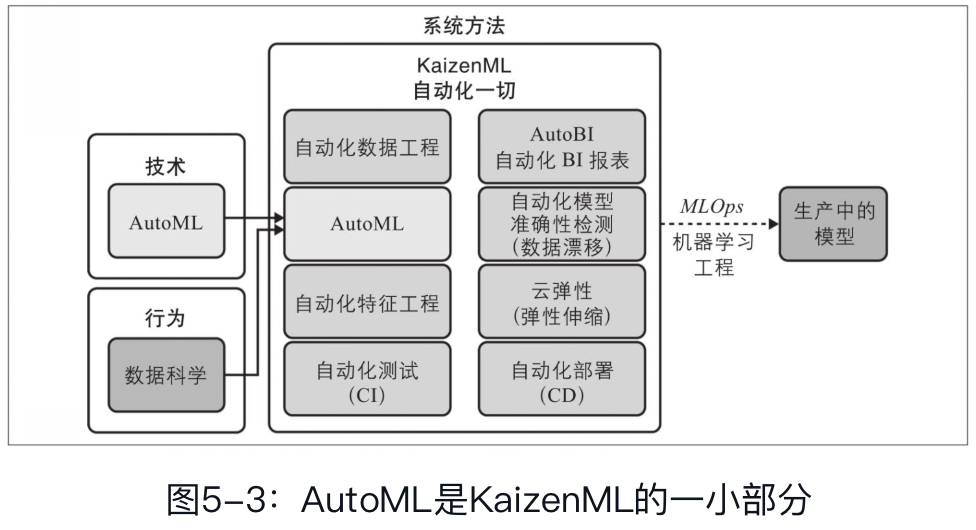 系统方法
KaizenML
自动化一切
技术
AutoML
行为
数据科学
自动化数据工程
AutoBI
自动化 BI 报表
AutoML
自动化模型
准确性检测
(数据漂移)
自动化特征工程
云弹性
(弹性伸缩)
自动化测试
（CI）
自动化部署
（CD）
MLOps
机器学习
工程
生产中的
模型
图5-3：AutoML是KaizenML的一小部分